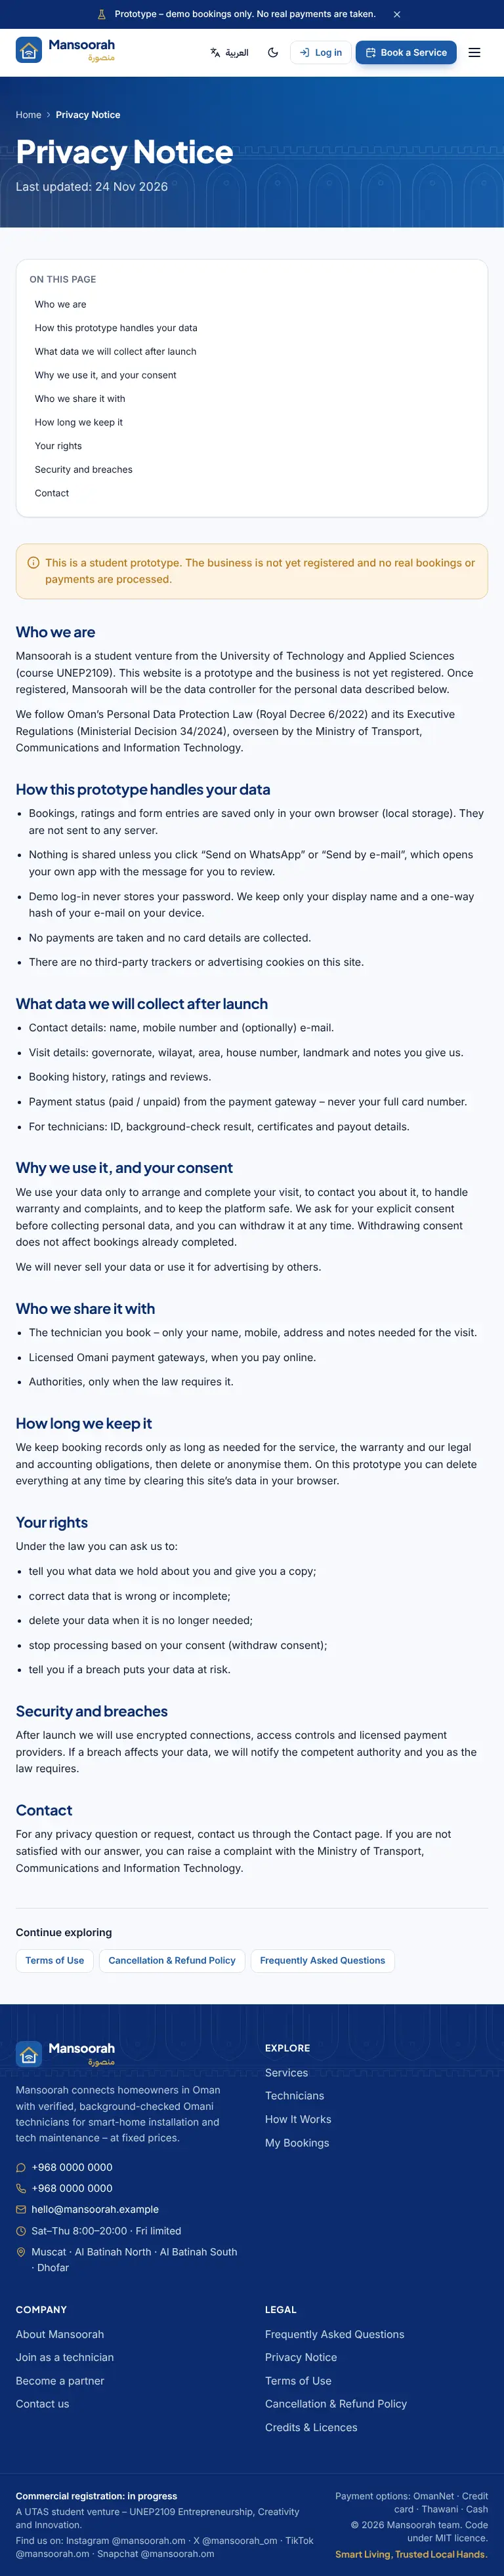 Prototype – demo bookings only. No real payments are taken.
Mansoorah
منصورة
العربية
Log in
Book a Service
Home
Privacy Notice
Privacy Notice
Last updated: 24 Nov 2026
ON THIS PAGE
Who we are
How this prototype handles your data
What data we will collect after launch
Why we use it, and your consent
Who we share it with
How long we keep it
Your rights
Security and breaches
Contact
This is a student prototype. The business is not yet registered and no real bookings or
payments are processed.
Who we are
Mansoorah is a student venture from the University of Technology and Applied Sciences
(course UNEP2109). This website is a prototype and the business is not yet registered. Once
registered, Mansoorah will be the data controller for the personal data described below.
We follow Oman’s Personal Data Protection Law (Royal Decree 6/2022) and its Executive
Regulations (Ministerial Decision 34/2024), overseen by the Ministry of Transport,
Communications and Information Technology.
How this prototype handles your data
• Bookings, ratings and form entries are saved only in your own browser (local storage). They
are not sent to any server.
• Nothing is shared unless you click “Send on WhatsApp” or “Send by e-mail”, which opens
your own app with the message for you to review.
• Demo log-in never stores your password. We keep only your display name and a one-way
hash of your e-mail on your device.
• No payments are taken and no card details are collected.
• There are no third-party trackers or advertising cookies on this site.
What data we will collect after launch
• Contact details: name, mobile number and (optionally) e-mail.
• Visit details: governorate, wilayat, area, house number, landmark and notes you give us.
• Booking history, ratings and reviews.
• Payment status (paid / unpaid) from the payment gateway – never your full card number.
• For technicians: ID, background-check result, certificates and payout details.
Why we use it, and your consent
We use your data only to arrange and complete your visit, to contact you about it, to handle
warranty and complaints, and to keep the platform safe. We ask for your explicit consent
before collecting personal data, and you can withdraw it at any time. Withdrawing consent
does not affect bookings already completed.
We will never sell your data or use it for advertising by others.
Who we share it with
• The technician you book – only your name, mobile, address and notes needed for the visit.
• Licensed Omani payment gateways, when you pay online.
• Authorities, only when the law requires it.
How long we keep it
We keep booking records only as long as needed for the service, the warranty and our legal
and accounting obligations, then delete or anonymise them. On this prototype you can delete
everything at any time by clearing this site’s data in your browser.
Your rights
Under the law you can ask us to:
• tell you what data we hold about you and give you a copy;
• correct data that is wrong or incomplete;
• delete your data when it is no longer needed;
• stop processing based on your consent (withdraw consent);
• tell you if a breach puts your data at risk.
Security and breaches
After launch we will use encrypted connections, access controls and licensed payment
providers. If a breach affects your data, we will notify the competent authority and you as the
law requires.
Contact
For any privacy question or request, contact us through the Contact page. If you are not
satisfied with our answer, you can raise a complaint with the Ministry of Transport,
Communications and Information Technology.
Continue exploring
Terms of Use
Cancellation & Refund Policy
Frequently Asked Questions
Mansoorah
منصورة
Mansoorah connects homeowners in Oman
with verified, background-checked Omani
technicians for smart-home installation and
tech maintenance – at fixed prices.
+968 0000 0000
+968 0000 0000
hello@mansoorah.example
Sat–Thu 8:00–20:00 · Fri limited
Muscat · Al Batinah North · Al Batinah South
· Dhofar
EXPLORE
Services
Technicians
How It Works
My Bookings
COMPANY
About Mansoorah
Join as a technician
Become a partner
Contact us
LEGAL
Frequently Asked Questions
Privacy Notice
Terms of Use
Cancellation & Refund Policy
Credits & Licences
Commercial registration: in progress
A UTAS student venture – UNEP2109 Entrepreneurship, Creativity
and Innovation.
Find us on: Instagram @mansoorah.om · X @mansoorah_om · TikTok
@mansoorah.om · Snapchat @mansoorah.om
Payment options: OmanNet · Credit
card · Thawani · Cash
© 2026 Mansoorah team. Code
under MIT licence.
Smart Living, Trusted Local Hands.